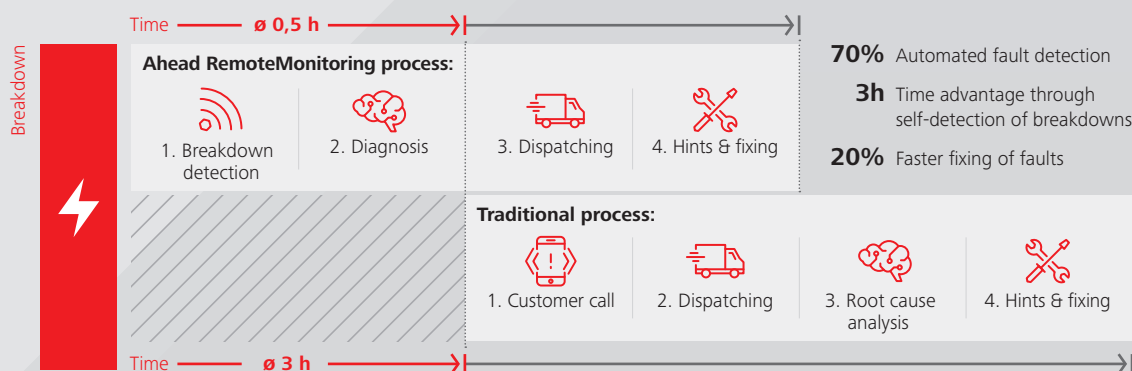 Time ø 0,5 h
Breakdown
Ahead RemoteMonitoring process:
1. Breakdown
detection
2. Diagnosis
3. Dispatching
4. Hints & fixing
70% Automated fault detection
3h Time advantage through
self-detection of breakdowns
20% Faster fixing of faults
Traditional process:
1. Customer call
2. Dispatching
3. Root cause
analysis
4. Hints & fixing
Time ø 3 h